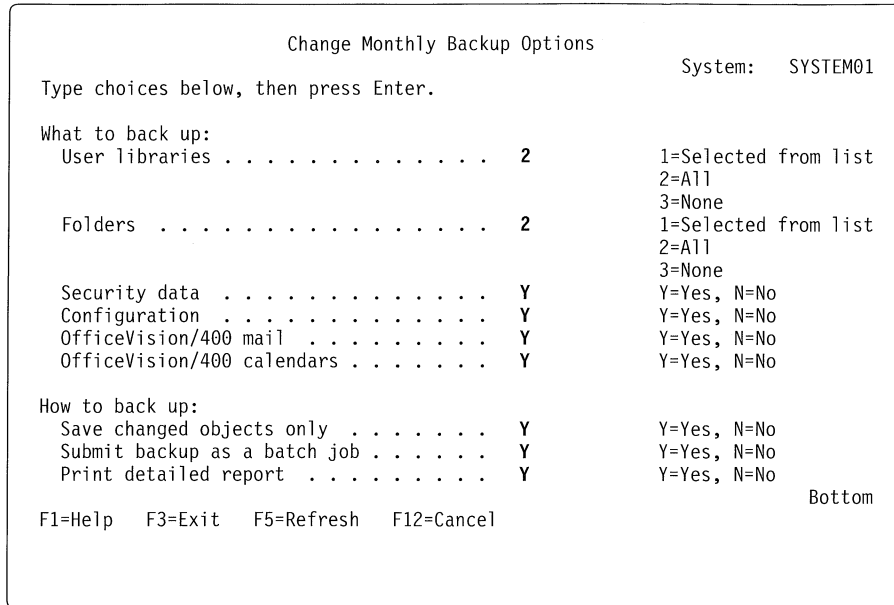 Change Monthly Backup Options
System:   SYSTEM01
Type choices below, then press Enter.
What to back up:
User libraries . . . . . . . . . . . . .   2   1=Selected from list
2=All
3=None
Folders  . . . . . . . . . . . . . . . .   2   1=Selected from list
2=All
3=None
Security data  . . . . . . . . . . . . .   Y   Y=Yes, N=No
Configuration  . . . . . . . . . . . . .   Y   Y=Yes, N=No
OfficeVision/400 mail  . . . . . . . . .   Y   Y=Yes, N=No
OfficeVision/400 calendars . . . . . . .   Y   Y=Yes, N=No
How to back up:
Save changed objects only  . . . . . . .   Y   Y=Yes, N=No
Submit backup as a batch job . . . . . .   Y   Y=Yes, N=No
Print detailed report  . . . . . . . . .   Y   Y=Yes, N=No
Bottom
F1=Help   F3=Exit   F5=Refresh   F12=Cancel